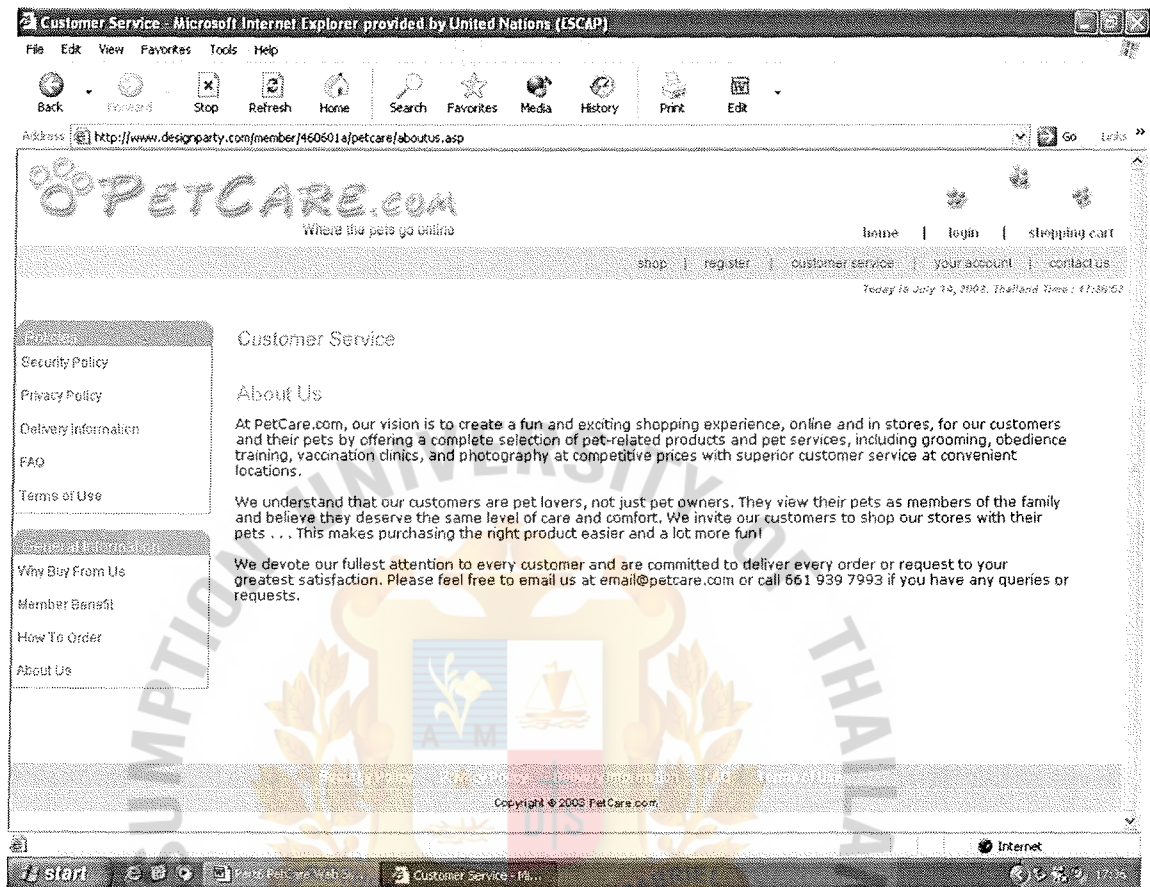 Customer Service - Microsoft Internet Explorer provided by United Nations (ESCAP)
File Edit View Favorites Tools Help
Back Forward Stop Refresh Home Search Favorites Media History Print Edit
Address http://www.designparty.com/member/460601a/petcare/aboutus.asp Go Links »
PETCARE.COM
Where the pets go online
home | login | shopping cart
shop | register | customer service | your account | contact us
Today is July 14, 2003. Thailand Time :
Policies
Customer Service
Security Policy
Privacy Policy
About Us
Delivery Information
At PetCare.com, our vision is to create a fun and exciting shopping experience, online and in stores, for our customers
and their pets by offering a complete selection of pet-related products and pet services, including grooming, obedience
training, vaccination clinics, and photography at competitive prices with superior customer service at convenient
locations.
FAQ
Terms of Use
We understand that our customers are pet lovers, not just pet owners. They view their pets as members of the family
and believe they deserve the same level of care and comfort. We invite our customers to shop our stores with their
pets . . . This makes purchasing the right product easier and a lot more fun!
General Information
Why Buy From Us
We devote our fullest attention to every customer and are committed to deliver every order or request to your
greatest satisfaction. Please feel free to email us at email@petcare.com or call 661 939 7993 if you have any queries or
requests.
Member Benefit
How To Order
About Us
Security Policy Privacy Policy Delivery Information FAQ Terms of Use
Copyright © 2003 PetCare.com
Internet
start Customer Service - Mi... 17:35
UMPTION UNIVERSITY OF THAILA
A M
DIS